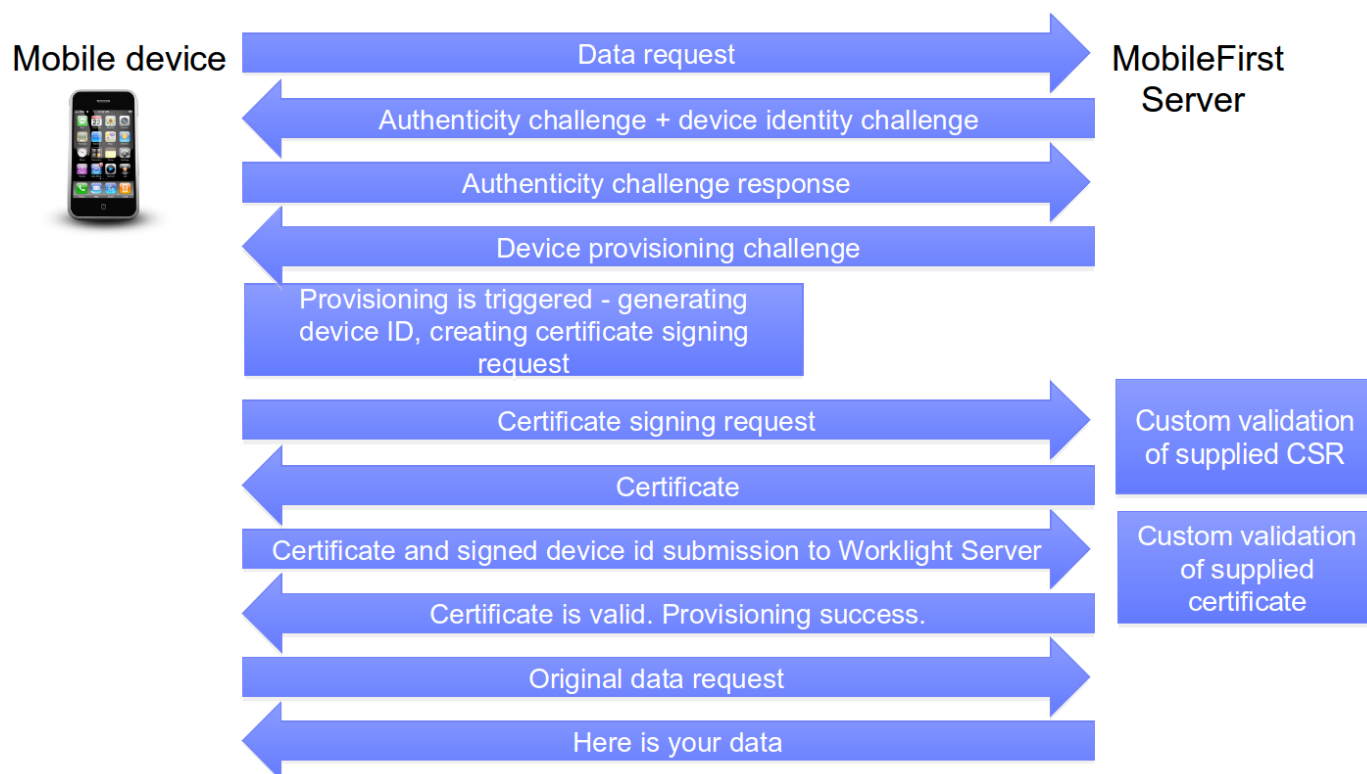 Data request
Mobile device
MobileFirst
Server
Authenticity challenge + device identity challenge
Authenticity challenge response
Device provisioning challenge
Provisioning is triggered - generating
device ID, creating certificate signing
request
Certificate signing request
Custom validation
of supplied CSR
Certificate
Certificate and signed device id submission to Worklight Server
Custom validation
of supplied
certificate
Certificate is valid. Provisioning success.
Original data request
Here is your data